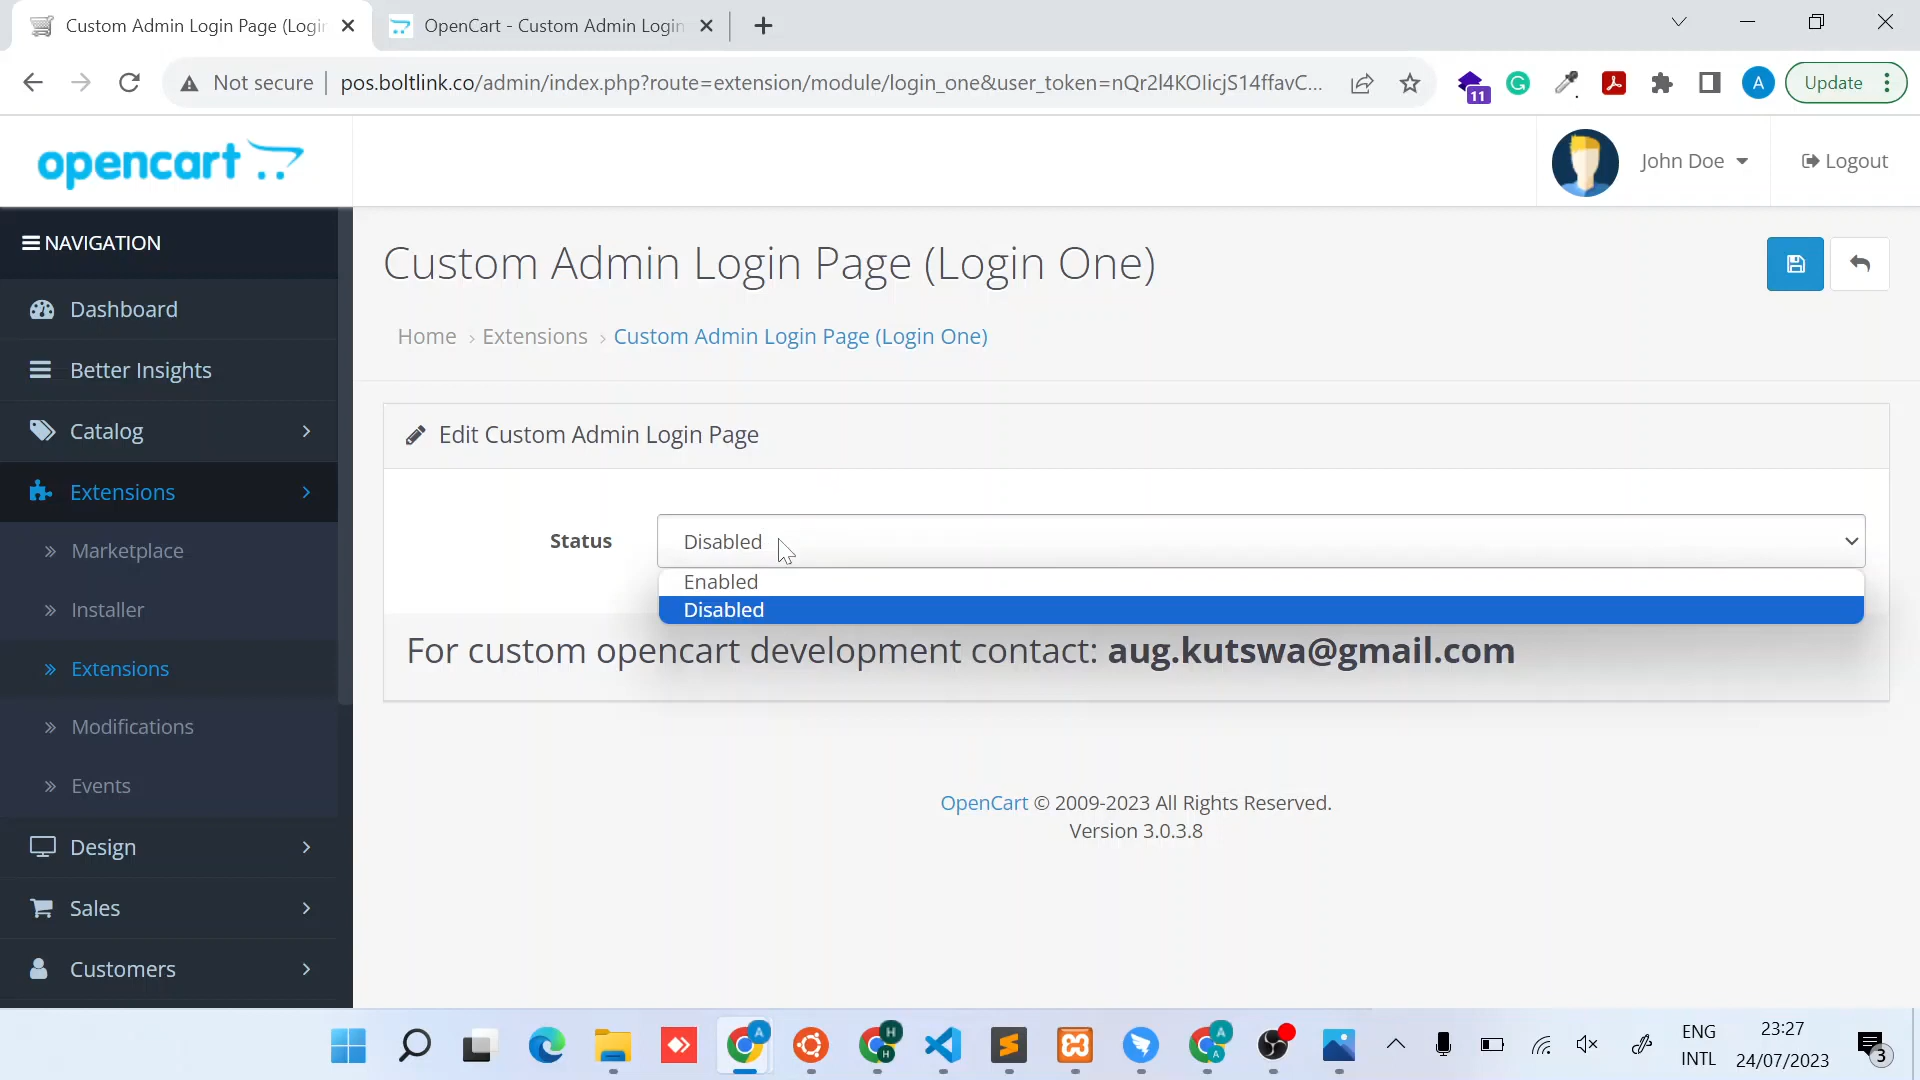 Custom Admin Login Page (Logi
OpenCart - Custom Admin Login
Not secure
pos.boltlink.co/admin/index.php?route=extension/module/login_one&user_token=nQr2l4KOIicjS14ffavC...
11
A
Update
opencart
John Doe
Logout
NAVIGATION
Dashboard
Better Insights
Catalog
Extensions
Marketplace
Installer
Extensions
Modifications
Events
Design
Sales
Customers
Custom Admin Login Page (Login One)
Home › Extensions › Custom Admin Login Page (Login One)
Edit Custom Admin Login Page
Status
Disabled
Enabled
Disabled
For custom opencart development contact: aug.kutswa@gmail.com
OpenCart © 2009-2023 All Rights Reserved.
Version 3.0.3.8
A
H
H
A
A
ENG
INTL
23:27
24/07/2023
3